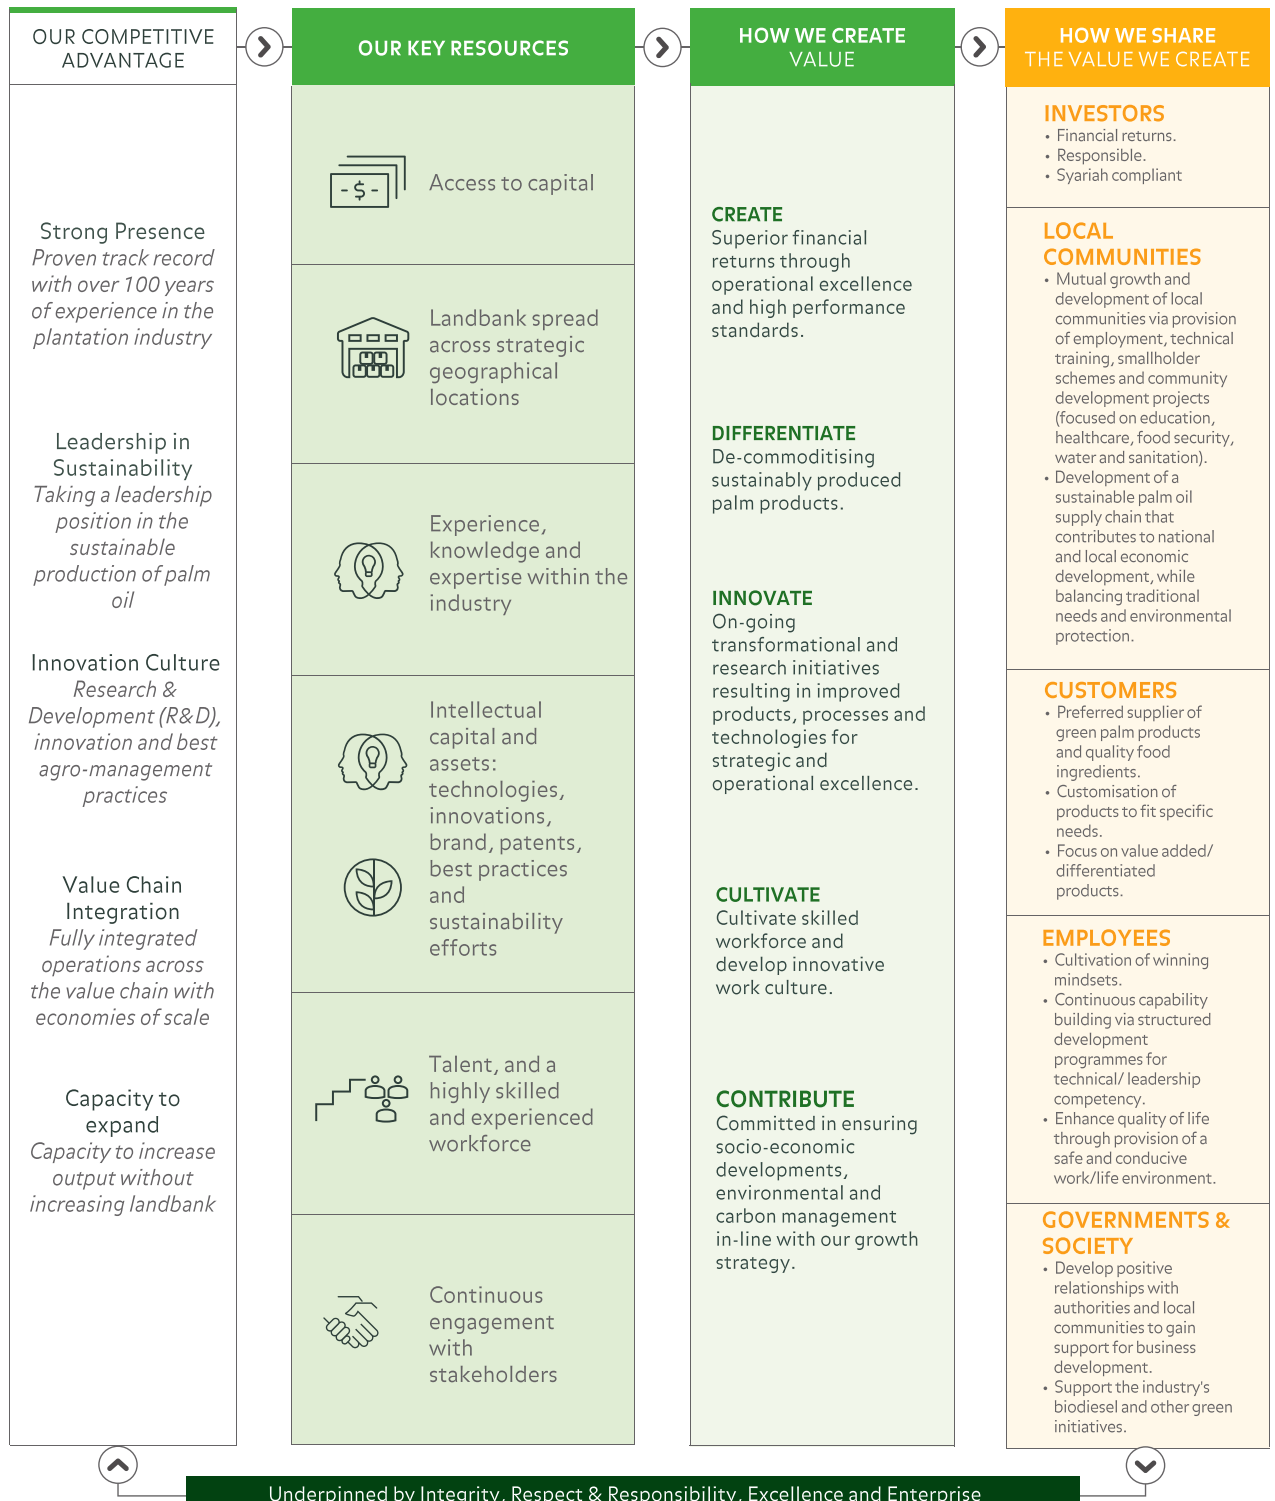 OUR COMPETITIVE
ADVANTAGE
Strong Presence
Proven track record
with over 100 years
of experience in the
plantation industry
Leadership in
Sustainability
Taking a leadership
position in the
sustainable
production of palm
oil
Innovation Culture
Research &
Development (R&D),
innovation and best
agro-management
practices
Value Chain
Integration
Fully integrated
operations across
the value chain with
economies of scale
Capacity to
expand
Capacity to increase
output without
increasing landbank
OUR KEY RESOURCES
$
Access to capital
Landbank spread
across strategic
geographical
locations
Experience,
knowledge and
expertise within the
industry
Intellectual
capital and
assets:
technologies,
innovations,
brand, patents,
best practices
and
sustainability
efforts
Talent, and a
highly skilled
and experienced
workforce
Continuous
engagement
with
stakeholders
HOW WE CREATE
VALUE
CREATE
Superior financial
returns through
operational excellence
and high performance
standards.
DIFFERENTIATE
De-commoditising
sustainably produced
palm products.
INNOVATE
On-going
transformational and
research initiatives
resulting in improved
products, processes and
technologies for
strategic and
operational excellence.
CULTIVATE
Cultivate skilled
workforce and
develop innovative
work culture.
CONTRIBUTE
Committed in ensuring
socio-economic
developments,
environmental and
carbon management
in-line with our growth
strategy.
HOW WE SHARE
THE VALUE WE CREATE
INVESTORS
• Financial returns.
• Responsible.
• Syariah compliant
LOCAL
COMMUNITIES
• Mutual growth and
development of local
communities via provision
of employment, technical
training, smallholder
schemes and community
development projects
(focused on education,
healthcare, food security,
water and sanitation).
• Development of a
sustainable palm oil
supply chain that
contributes to national
and local economic
development, while
balancing traditional
needs and environmental
protection.
CUSTOMERS
• Preferred supplier of
green palm products
and quality food
ingredients.
• Customisation of
products to fit specific
needs.
• Focus on value added/
differentiated
products.
EMPLOYEES
• Cultivation of winning
mindsets.
• Continuous capability
building via structured
development
programmes for
technical/ leadership
competency.
• Enhance quality of life
through provision of a
safe and conducive
work/life environment.
GOVERNMENTS &
SOCIETY
• Develop positive
relationships with
authorities and local
communities to gain
support for business
development.
• Support the industry's
biodiesel and other green
initiatives.
Underpinned by Integrity, Respect & Responsibility, Excellence and Enterprise